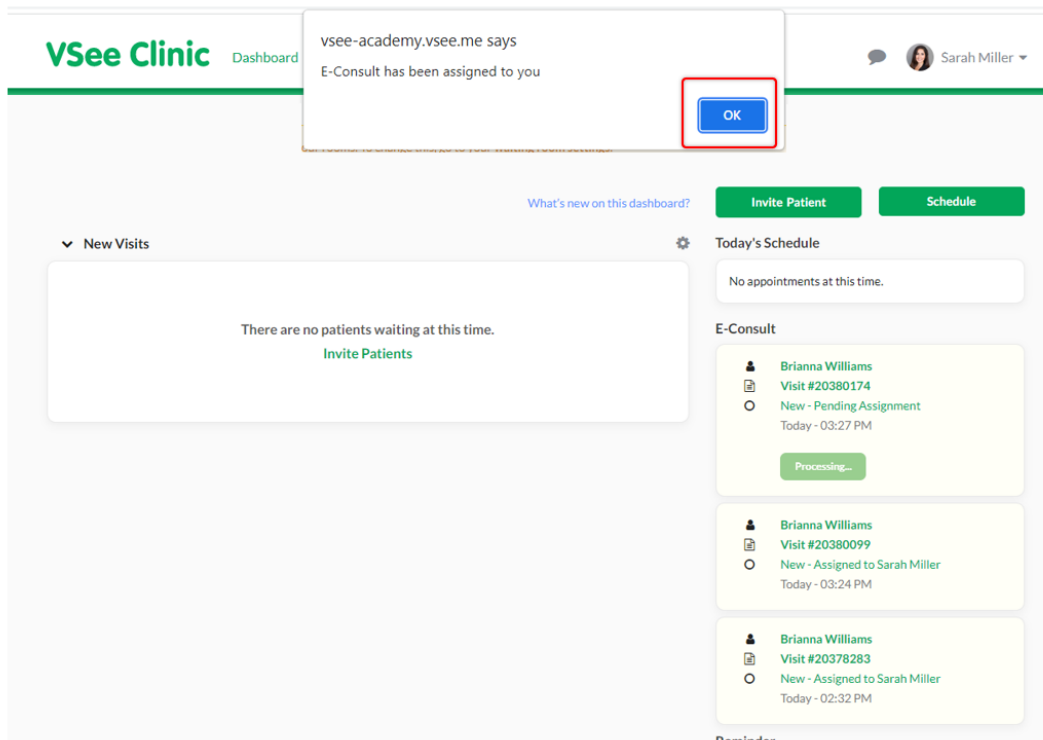 vsee-academy.vsee.me says
E-Consult has been assigned to you
OK
VSee Clinic
Dashboard
Sarah Miller
What's new on this dashboard?
Invite Patient
Schedule
New Visits
There are no patients waiting at this time.
Invite Patients
Today's Schedule
No appointments at this time.
E-Consult
Brianna Williams
Visit #20380174
New - Pending Assignment
Today - 03:27 PM
Processing...
Brianna Williams
Visit #20380099
New - Assigned to Sarah Miller
Today - 03:24 PM
Brianna Williams
Visit #20378283
New - Assigned to Sarah Miller
Today - 02:32 PM
Reminder